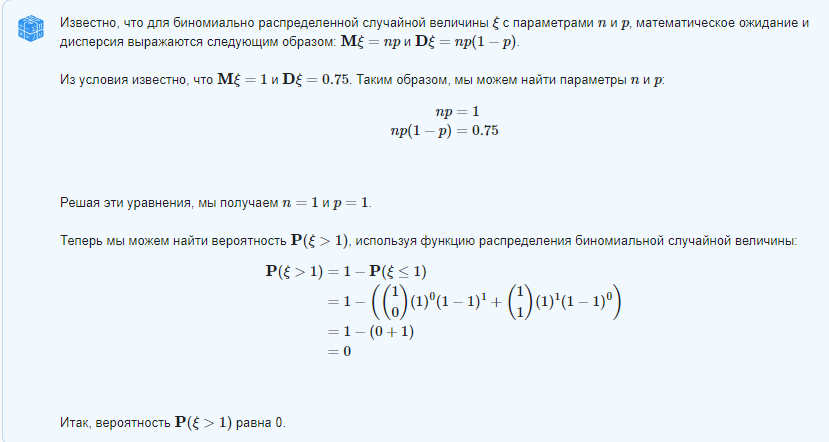 Известно, что для биномиально распределенной случайной величины ξ с параметрами n и p, математическое ожидание и
дисперсия выражаются следующим образом: Mξ = np и Dξ = np(1 − p).
Из условия известно, что Mξ = 1 и Dξ = 0.75. Таким образом, мы можем найти параметры n и p:
np = 1
np(1 − p) = 0.75
Решая эти уравнения, мы получаем n = 1 и p = 1.
Теперь мы можем найти вероятность P(ξ > 1), используя функцию распределения биномиальной случайной величины:
P(ξ > 1) = 1 − P(ξ ≤ 1)
= 1 − ((1 0)(1)⁰(1 − 1)¹ + (1 1)(1)¹(1 − 1)⁰)
= 1 − (0 + 1)
= 0
Итак, вероятность P(ξ > 1) равна 0.